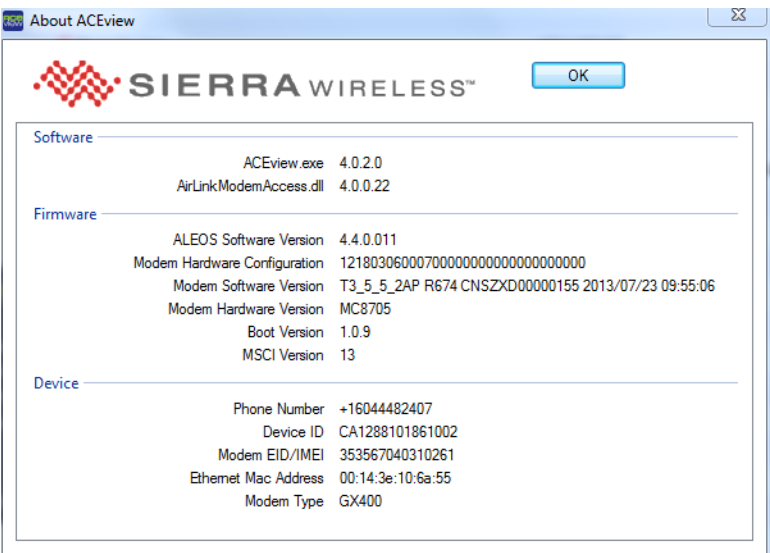 About ACEview
SIERRA WIRELESS™
OK
Software
ACEview.exe 4.0.2.0
AirLinkModemAccess.dll 4.0.0.22
Firmware
ALEOS Software Version 4.4.0.011
Modem Hardware Configuration 12180306000700000000000000000000
Modem Software Version T3_5_5_2AP R674 CNSZXD00000155 2013/07/23 09:55:06
Modem Hardware Version MC8705
Boot Version 1.0.9
MSCI Version 13
Device
Phone Number +16044482407
Device ID CA1288101861002
Modem EID/IMEI 353567040310261
Ethernet Mac Address 00:14:3e:10:6a:55
Modem Type GX400